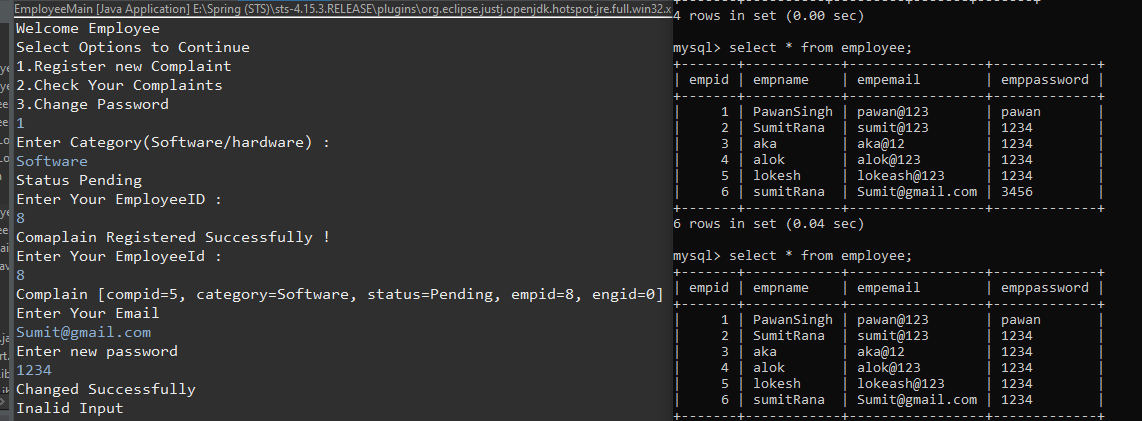 EmployeeMain [Java Application] E:\Spring (STS)\sts-4.15.3.RELEASE\plugins\org.eclipse.justj.openjdk.hotspot.jre.full.win32.x
Welcome Employee
Select Options to Continue
1.Register new Complaint
2.Check Your Complaints
3.Change Password
1
Enter Category(Software/hardware) :
Software
Status Pending
Enter Your EmployeeID :
8
Comaplain Registered Successfully !
Enter Your EmployeeId :
8
Complain [compid=5, category=Software, status=Pending, empid=8, engid=0]
Enter Your Email
Sumit@gmail.com
Enter new password
1234
Changed Successfully
Inalid Input
4 rows in set (0.00 sec)
mysql> select * from employee;
+-------+-----------+-----------------+-------------+
| empid | empname | empemail | emppassword |
+-------+-----------+-----------------+-------------+
| 1 | PawanSingh | pawan@123 | pawan |
| 2 | SumitRana | sumit@123 | 1234 |
| 3 | aka | aka@12 | 1234 |
| 4 | alok | alok@123 | 1234 |
| 5 | lokesh | lokeash@123 | 1234 |
| 6 | sumitRana | Sumit@gmail.com | 3456 |
+-------+-----------+-----------------+-------------+
6 rows in set (0.04 sec)
mysql> select * from employee;
+-------+-----------+-----------------+-------------+
| empid | empname | empemail | emppassword |
+-------+-----------+-----------------+-------------+
| 1 | PawanSingh | pawan@123 | pawan |
| 2 | SumitRana | sumit@123 | 1234 |
| 3 | aka | aka@12 | 1234 |
| 4 | alok | alok@123 | 1234 |
| 5 | lokesh | lokeash@123 | 1234 |
| 6 | sumitRana | Sumit@gmail.com | 1234 |
+-------+-----------+-----------------+-------------+